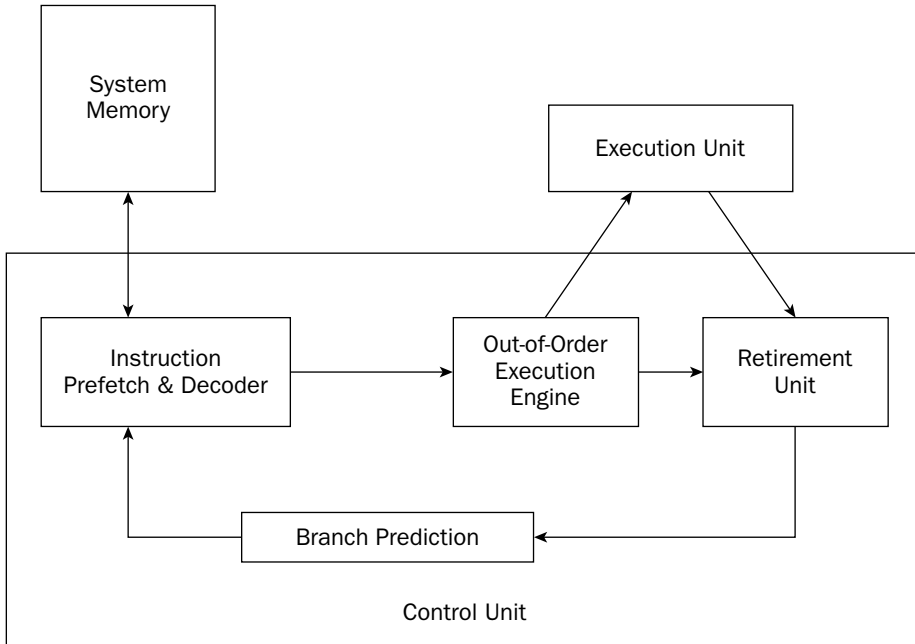 System
Memory
Execution Unit
Instruction
Prefetch & Decoder
Out-of-Order
Execution
Engine
Retirement
Unit
Branch Prediction
Control Unit